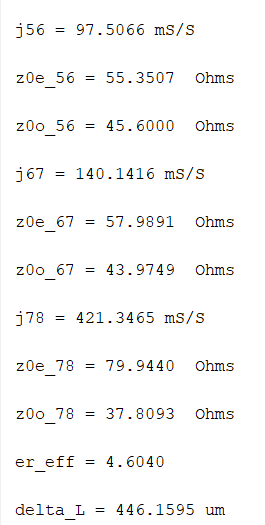 j56 = 97.5066 mS/S
z0e_56 = 55.3507  Ohms
z0o_56 = 45.6000  Ohms
j67 = 140.1416 mS/S
z0e_67 = 57.9891  Ohms
z0o_67 = 43.9749  Ohms
j78 = 421.3465 mS/S
z0e_78 = 79.9440  Ohms
z0o_78 = 37.8093  Ohms
er_eff = 4.6040
delta_L = 446.1595 um